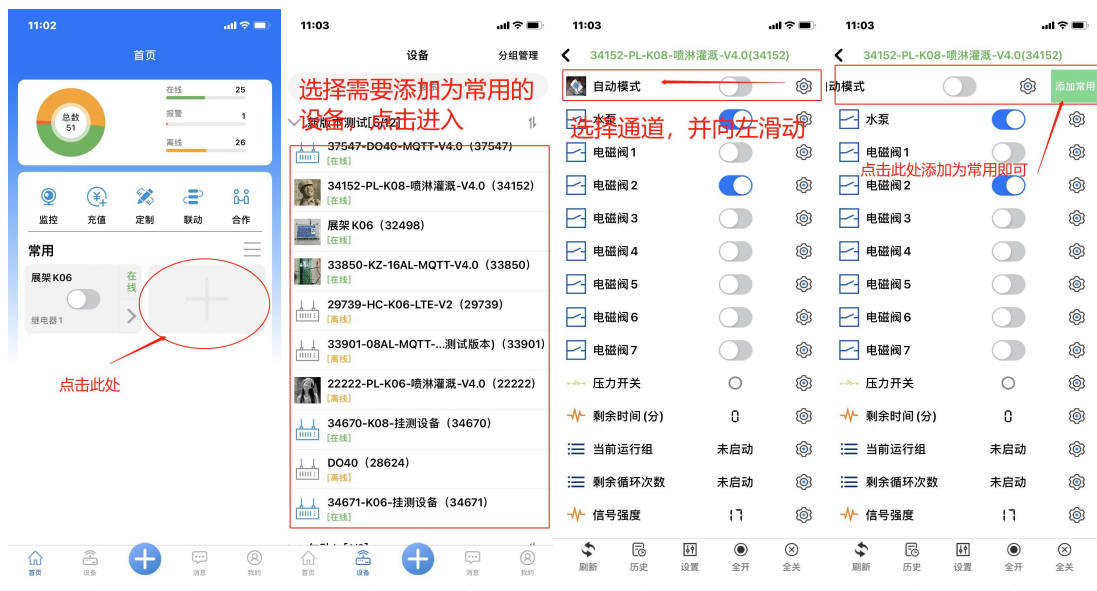 11:02
首页
总数
51
在线 25
报警 1
离线 26
监控 充值 定制 联动 合作
常用
展架K06
在线
继电器1
点击此处
首页 设备 消息 我的
11:03
设备 分组管理
选择需要添加为常用的
设备，点击进入
37547-DO40-MQTT-V4.0（37547)
[在线]
34152-PL-K08-喷淋灌溉-V4.0（34152)
[在线]
展架K06（32498)
[在线]
33850-KZ-16AL-MQTT-V4.0（33850)
[在线]
29739-HC-K06-LTE-V2（29739)
[离线]
33901-08AL-MQTT-...测试版本)（33901)
[离线]
22222-PL-K06-喷淋灌溉-V4.0（22222)
[离线]
34670-K08-挂测设备（34670)
[在线]
DO40（28624)
[离线]
34671-K06-挂测设备（34671)
[在线]
首页 设备 消息 我的
11:03
34152-PL-K08-喷淋灌溉-V4.0(34152)
自动模式
水泵
选择通道，并向左滑动
电磁阀1
电磁阀2
电磁阀3
电磁阀4
电磁阀5
电磁阀6
电磁阀7
压力开关
剩余时间(分) 0
当前运行组 未启动
剩余循环次数 未启动
信号强度 17
刷新 历史 设置 全开 全关
11:03
34152-PL-K08-喷淋灌溉-V4.0(34152)
动模式 添加常用
水泵
电磁阀1
点击此处添加为常用即可
电磁阀2
电磁阀3
电磁阀4
电磁阀5
电磁阀6
电磁阀7
压力开关
剩余时间(分) 0
当前运行组 未启动
剩余循环次数 未启动
信号强度 17
刷新 历史 设置 全开 全关